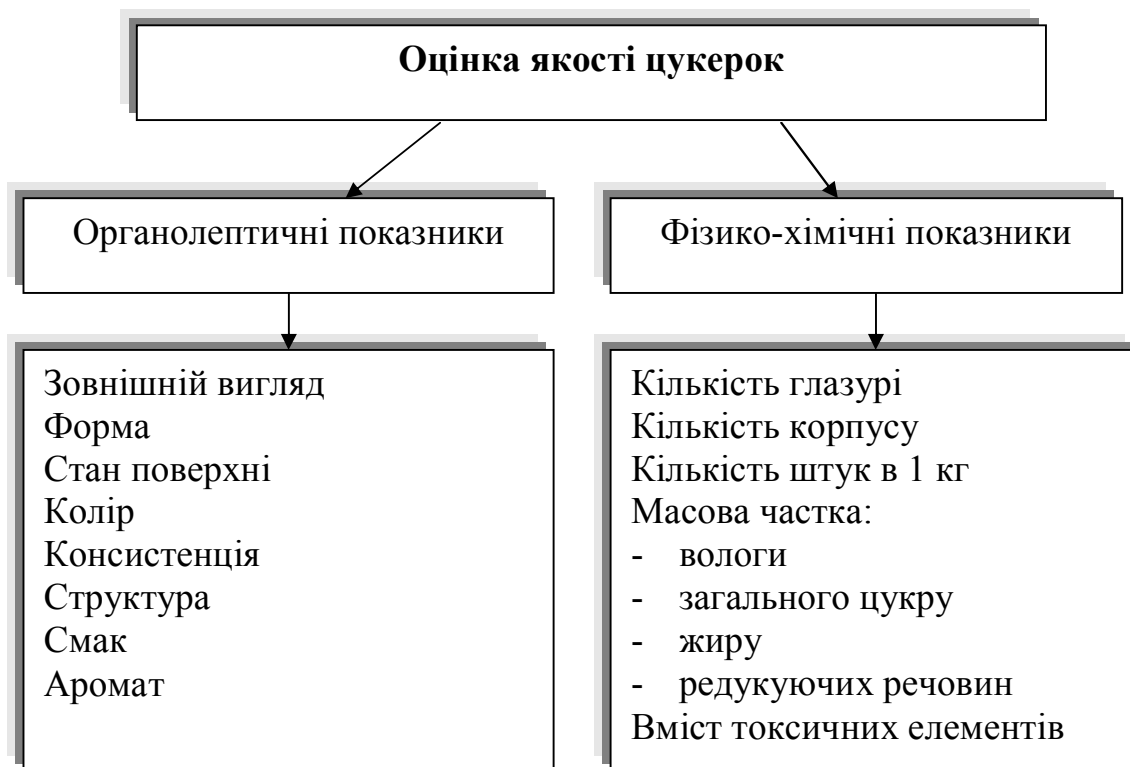 Оцінка якості цукерок
Органолептичні показники
Фізико-хімічні показники
Зовнішній вигляд
Форма
Стан поверхні
Колір
Консистенція
Структура
Смак
Аромат
Кількість глазурі
Кількість корпусу
Кількість штук в 1 кг
Масова частка:
- вологи
- загального цукру
- жиру
- редукуючих речовин
Вміст токсичних елементів